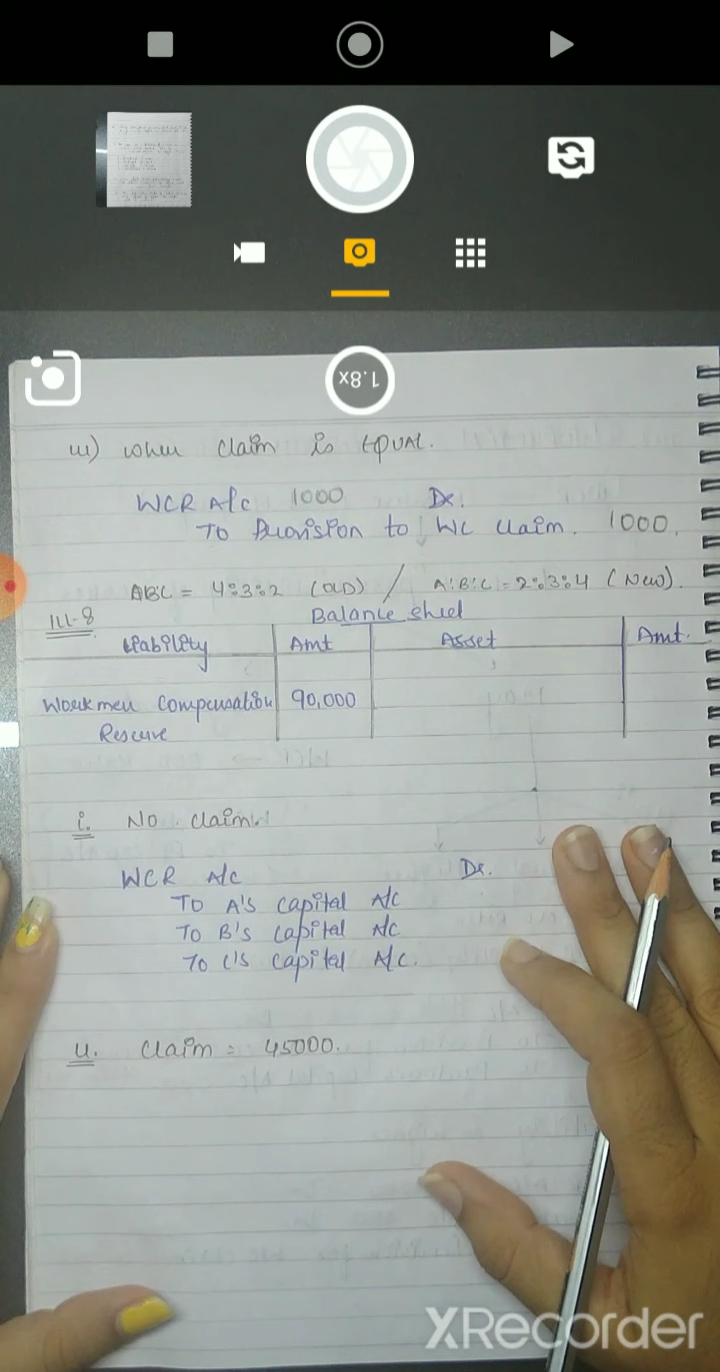 1.8x
iii) when claim is Equal.
WCR A/c 1000 Dr.
To Provision to WC claim. 1000.
ABC = 4:3:2 (OLD) / A:B:C = 2:3:4 (New).
Ill-8 Balance sheet
Liability Amt Asset Amt.
Workmen Compensation 90,000
Reserve
i. No claim.
WCR A/c Dr.
To A's capital A/c
To B's capital A/c
To C's capital A/c.
ii. Claim = 45000.
XRecorder